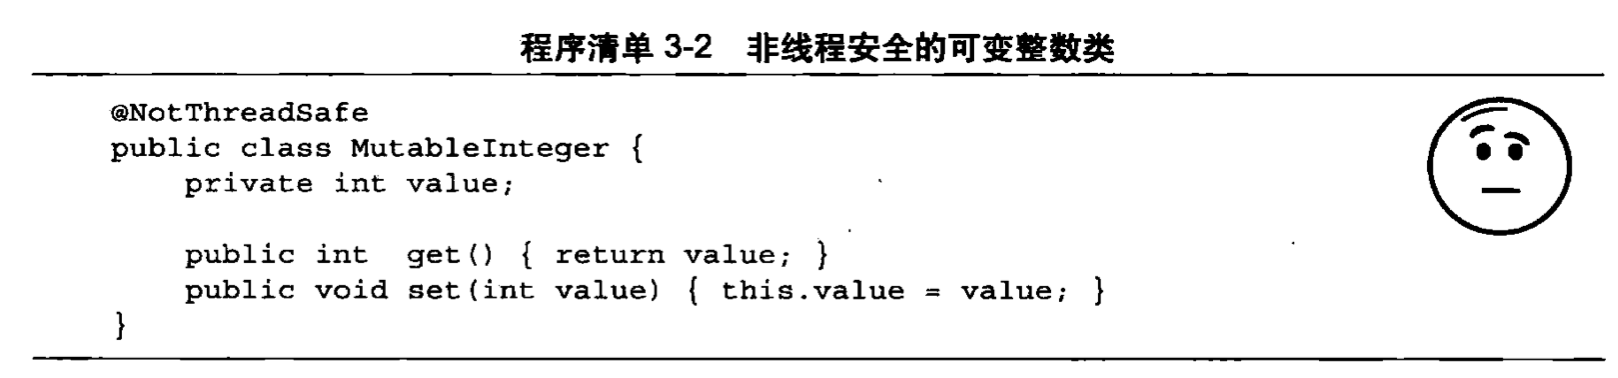 程序清单 3-2 非线程安全的可变整数类
@NotThreadSafe
public class MutableInteger {
    private int value;
    public int  get() { return value; }
    public void set(int value) { this.value = value; }
}